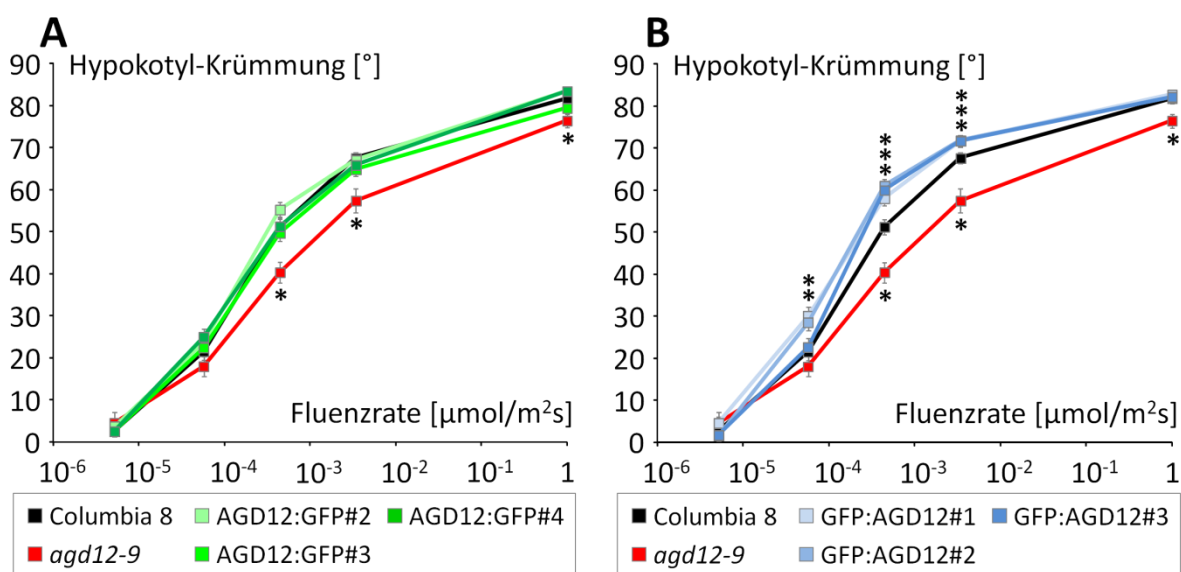 A
Hypokotyl-Krümmung [°]
90
80
70
60
50
40
30
20
10
0
*
*
*
Fluenzrate [µmol/m²s]
10⁻⁶ 10⁻⁵ 10⁻⁴ 10⁻³ 10⁻² 10⁻¹ 1
Columbia 8 AGD12:GFP#2 AGD12:GFP#4
agd12-9 AGD12:GFP#3
B
Hypokotyl-Krümmung [°]
90
80
70
60
50
40
30
20
10
0
**
***
***
*
*
*
Fluenzrate [µmol/m²s]
10⁻⁶ 10⁻⁵ 10⁻⁴ 10⁻³ 10⁻² 10⁻¹ 1
Columbia 8 GFP:AGD12#1 GFP:AGD12#3
agd12-9 GFP:AGD12#2